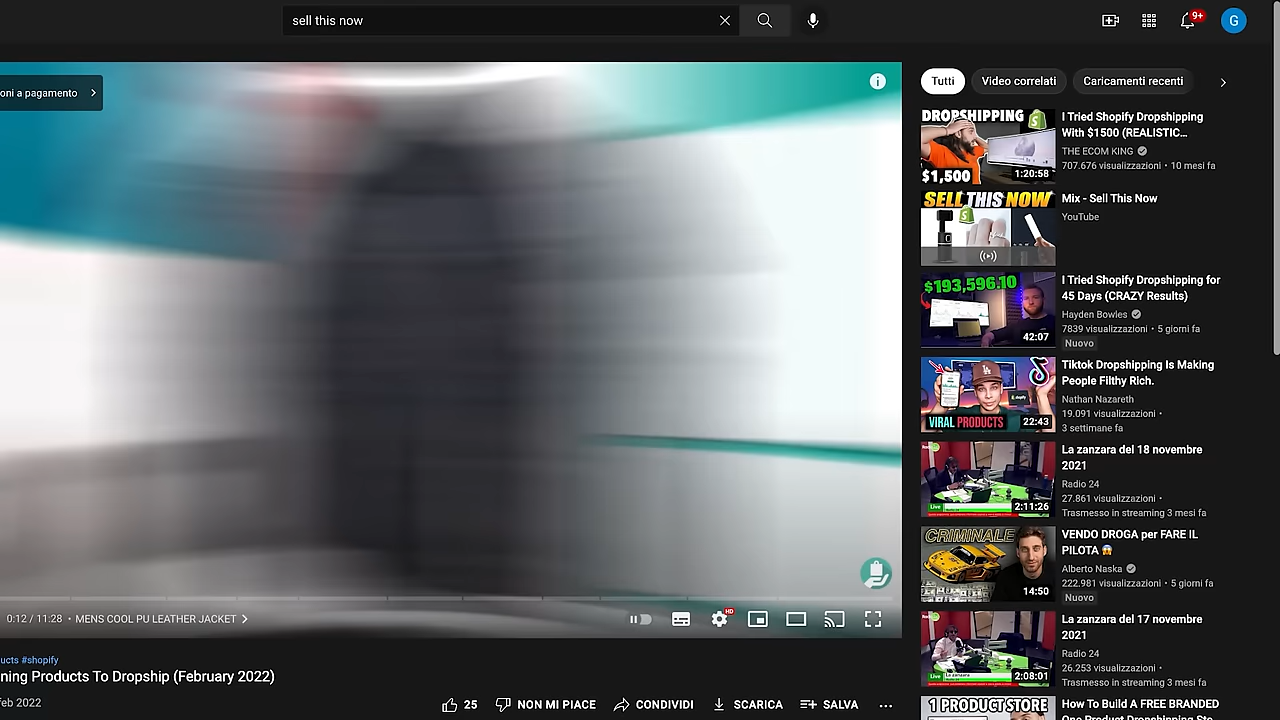 sell this now
9+
G
oni a pagamento
Tutti
Video correlati
Caricamenti recenti
DROPSHIPPING
$1,500
1:20:58
I Tried Shopify Dropshipping
With $1500 (REALISTIC...
THE ECOM KING
707.676 visualizzazioni • 10 mesi fa
SELL THIS NOW
Mix - Sell This Now
YouTube
$193,596.10
42:07
I Tried Shopify Dropshipping for
45 Days (CRAZY Results)
Hayden Bowles
7839 visualizzazioni • 5 giorni fa
Nuovo
VIRAL PRODUCTS
22:43
Tiktok Dropshipping Is Making
People Filthy Rich.
Nathan Nazareth
19.091 visualizzazioni •
3 settimane fa
Live
2:11:26
La zanzara del 18 novembre
2021
Radio 24
27.861 visualizzazioni •
Trasmesso in streaming 3 mesi fa
CRIMINALE
14:50
VENDO DROGA per FARE IL
PILOTA 😱
Alberto Naska
222.981 visualizzazioni • 5 giorni fa
Nuovo
Live
2:08:01
La zanzara del 17 novembre
2021
Radio 24
26.253 visualizzazioni •
Trasmesso in streaming 3 mesi fa
1 PRODUCT STORE
How To Build A FREE BRANDED
One Product Dropshipping Sto
0:12 / 11:28 • MENS COOL PU LEATHER JACKET
HD
ucts #shopify
ning Products To Dropship (February 2022)
feb 2022
25
NON MI PIACE
CONDIVIDI
SCARICA
SALVA